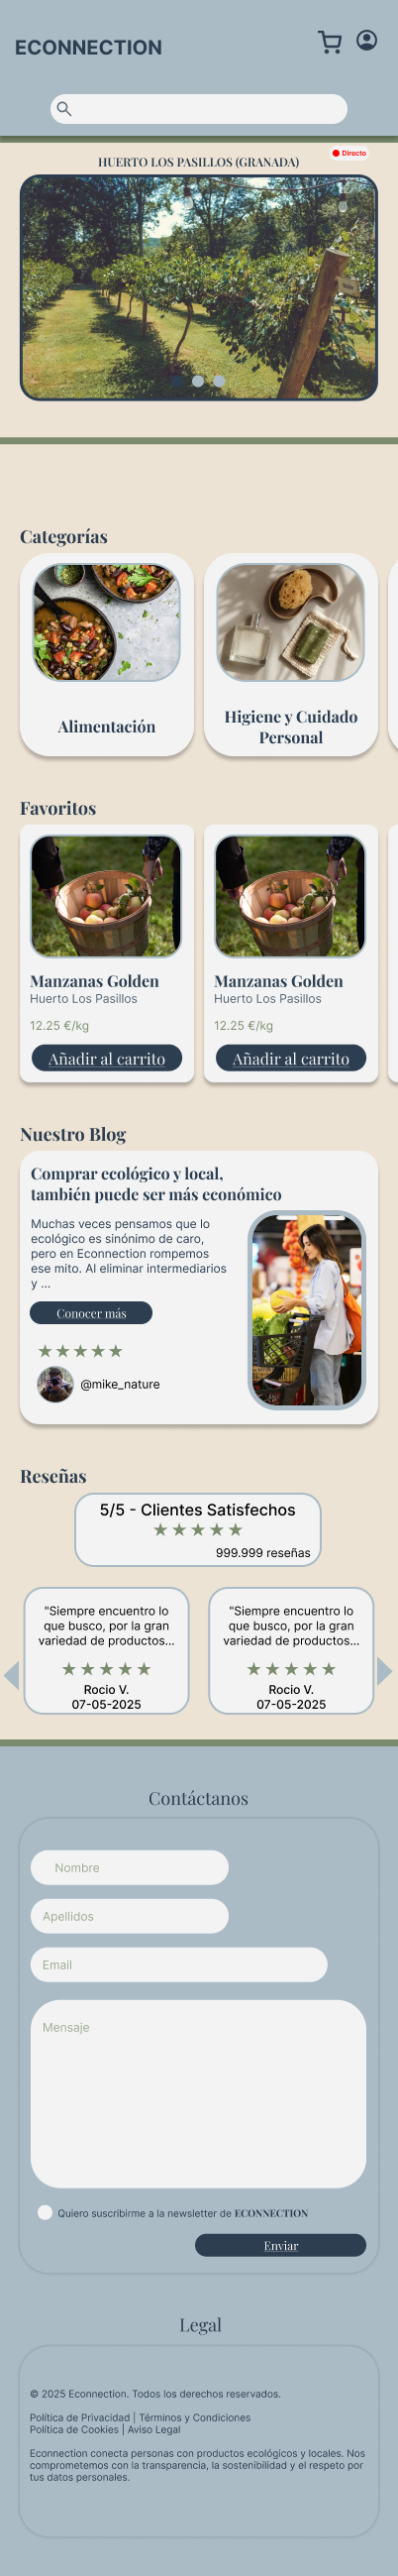 ECONNECTION
Directo
HUERTO LOS PASILLOS (GRANADA)
Categorías
Alimentación
Higiene y Cuidado
Personal
Favoritos
Manzanas Golden
Huerto Los Pasillos
12.25 €/kg
Añadir al carrito
Manzanas Golden
Huerto Los Pasillos
12.25 €/kg
Añadir al carrito
Nuestro Blog
Comprar ecológico y local,
también puede ser más económico
Muchas veces pensamos que lo
ecológico es sinónimo de caro,
pero en Econnection rompemos
ese mito. Al eliminar intermediarios
y ...
Conocer más
@mike_nature
Reseñas
5/5 - Clientes Satisfechos
999.999 reseñas
"Siempre encuentro lo
que busco, por la gran
variedad de productos...
Rocio V.
07-05-2025
"Siempre encuentro lo
que busco, por la gran
variedad de productos...
Rocio V.
07-05-2025
Contáctanos
Nombre
Apellidos
Email
Mensaje
Quiero suscribirme a la newsletter de ECONNECTION
Enviar
Legal
© 2025 Econnection. Todos los derechos reservados.
Política de Privacidad | Términos y Condiciones
Política de Cookies | Aviso Legal
Econnection conecta personas con productos ecológicos y locales. Nos
comprometemos con la transparencia, la sostenibilidad y el respeto por
tus datos personales.